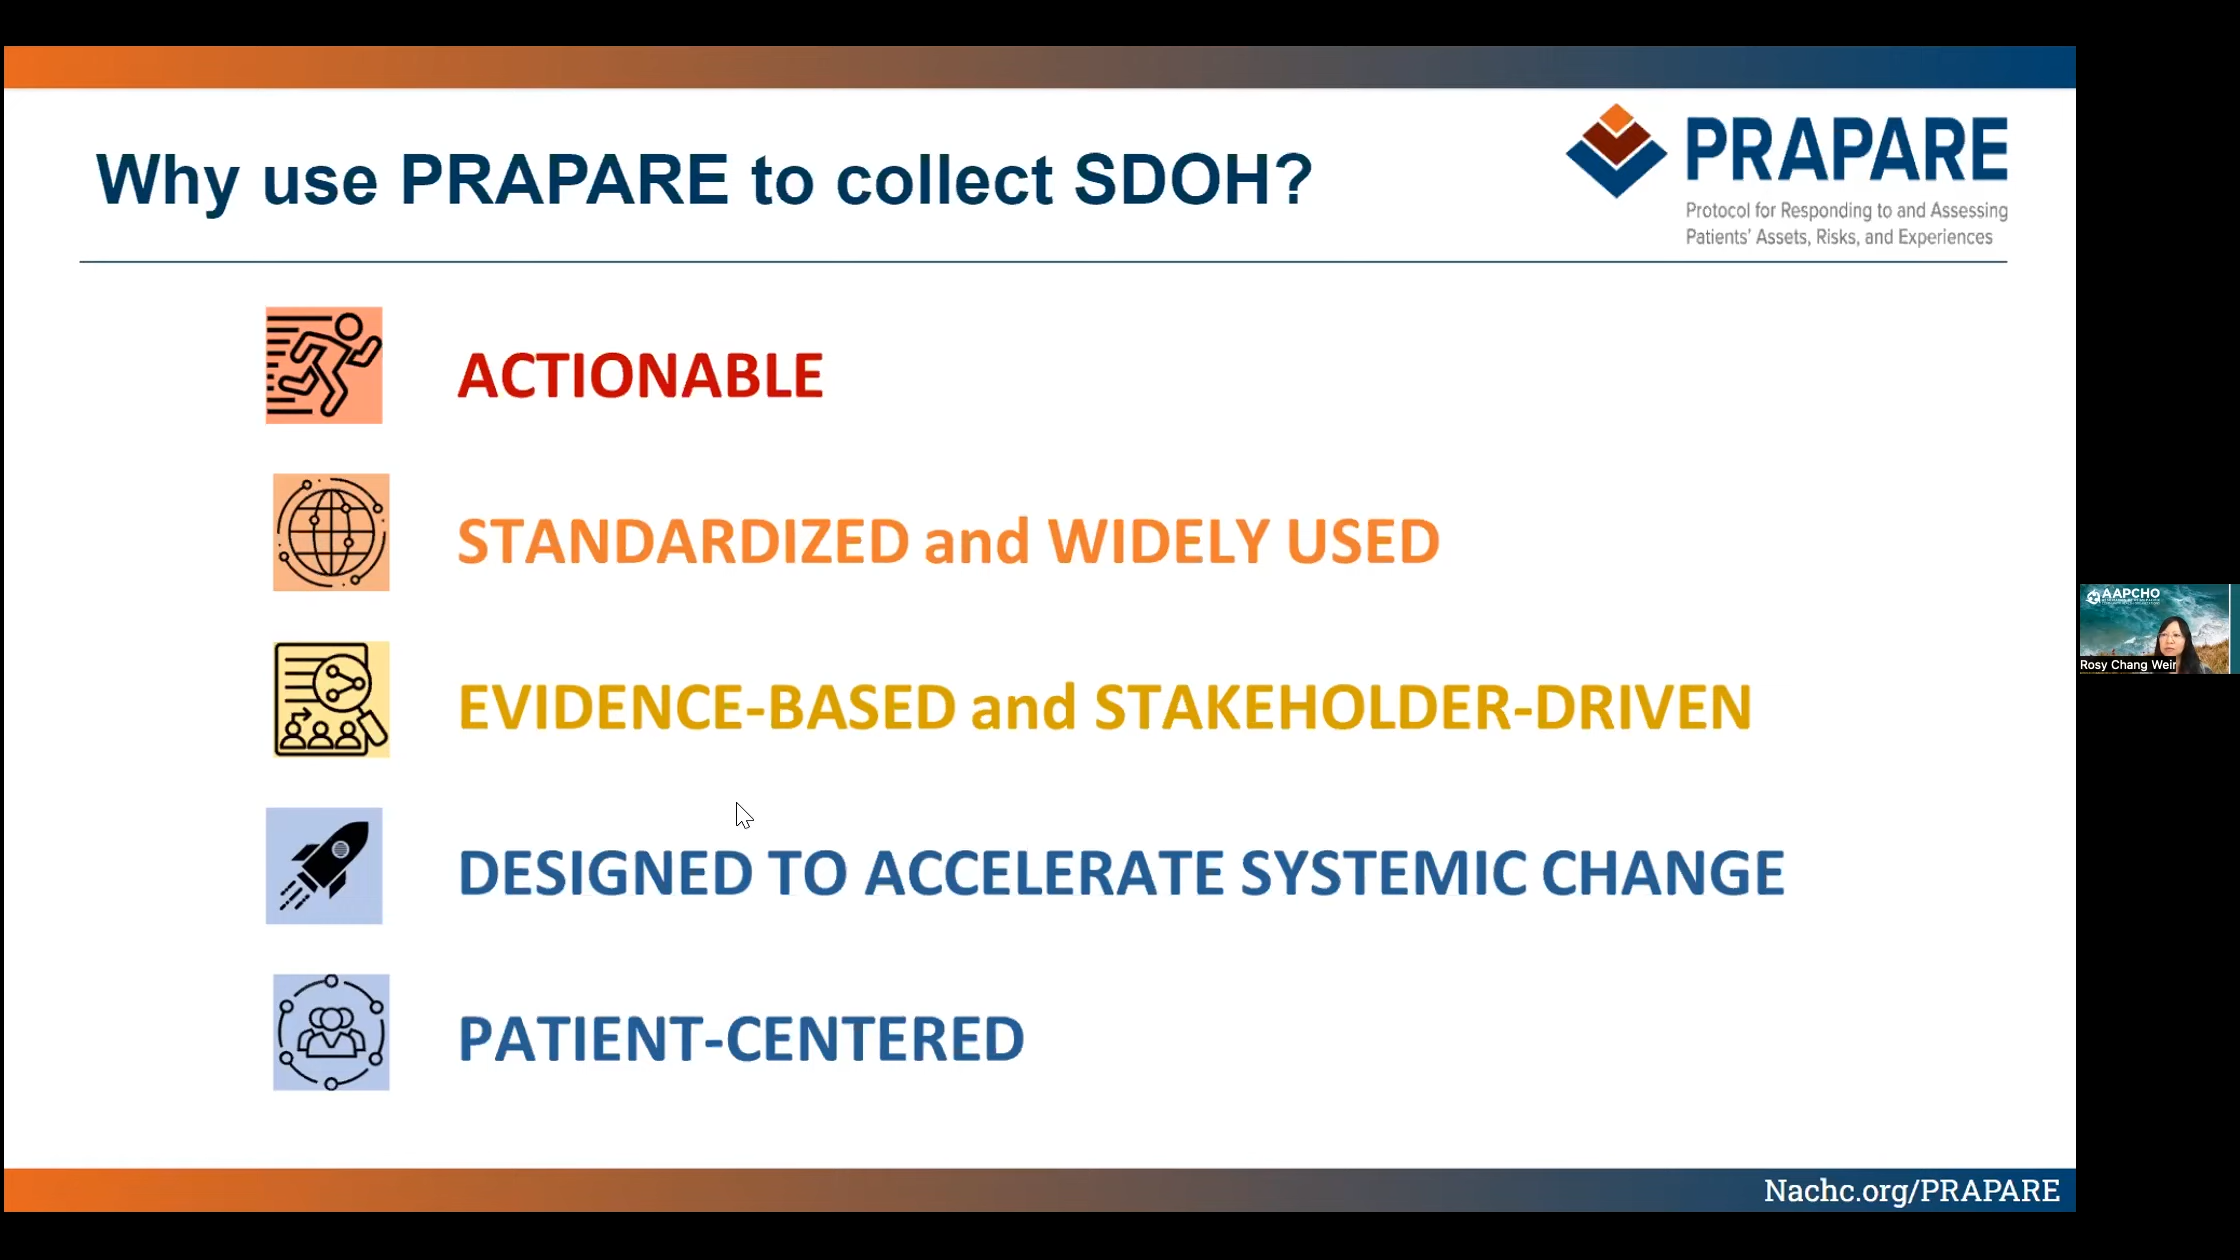 Why use PRAPARE to collect SDOH?
PRAPARE
Protocol for Responding to and Assessing
Patients' Assets, Risks, and Experiences
ACTIONABLE
STANDARDIZED and WIDELY USED
EVIDENCE-BASED and STAKEHOLDER-DRIVEN
DESIGNED TO ACCELERATE SYSTEMIC CHANGE
PATIENT-CENTERED
AAPCHO
Rosy Chang Weir
Nachc.org/PRAPARE